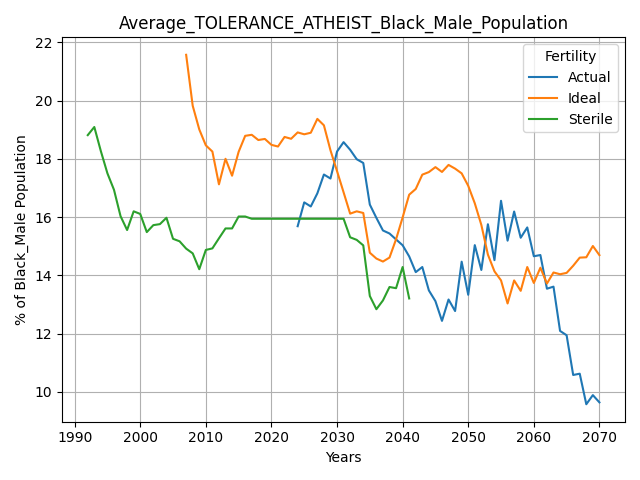 Average_TOLERANCE_ATHEIST_Black_Male_Population
Fertility
Actual
Ideal
Sterile
% of Black_Male Population
22
20
18
16
14
12
10
1990 2000 2010 2020 2030 2040 2050 2060 2070
Years